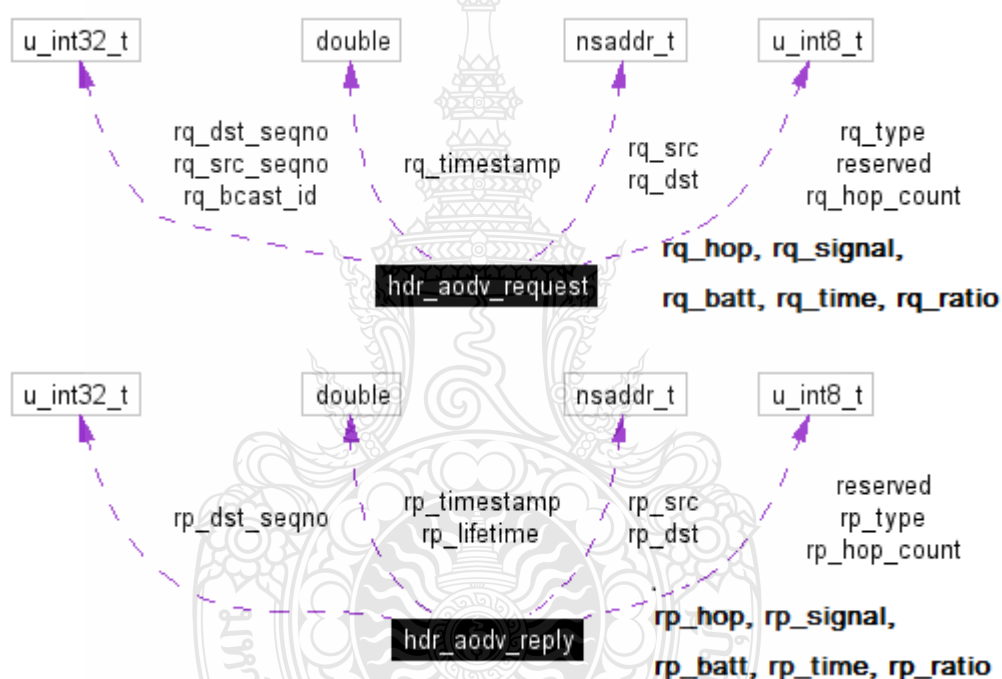 u_int32_t
double
nsaddr_t
u_int8_t
rq_dst_seqno
rq_src_seqno
rq_bcast_id
rq_timestamp
rq_src
rq_dst
rq_type
reserved
rq_hop_count
rq_hop, rq_signal,
rq_batt, rq_time, rq_ratio
hdr_aodv_request
u_int32_t
double
nsaddr_t
u_int8_t
rp_dst_seqno
rp_timestamp
rp_lifetime
rp_src
rp_dst
reserved
rp_type
rp_hop_count
rp_hop, rp_signal,
rp_batt, rp_time, rp_ratio
hdr_aodv_reply